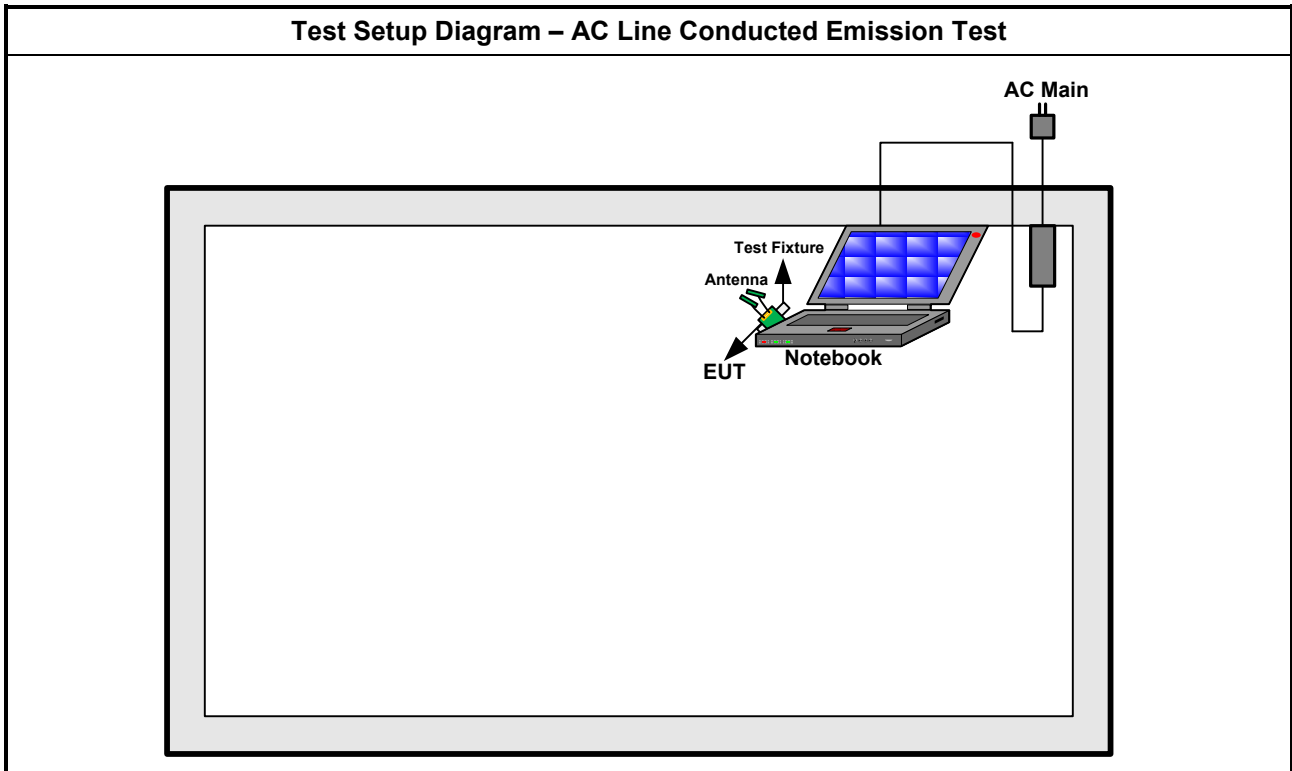 Test Setup Diagram – AC Line Conducted Emission Test
AC Main
Test Fixture
Antenna
EUT
Notebook